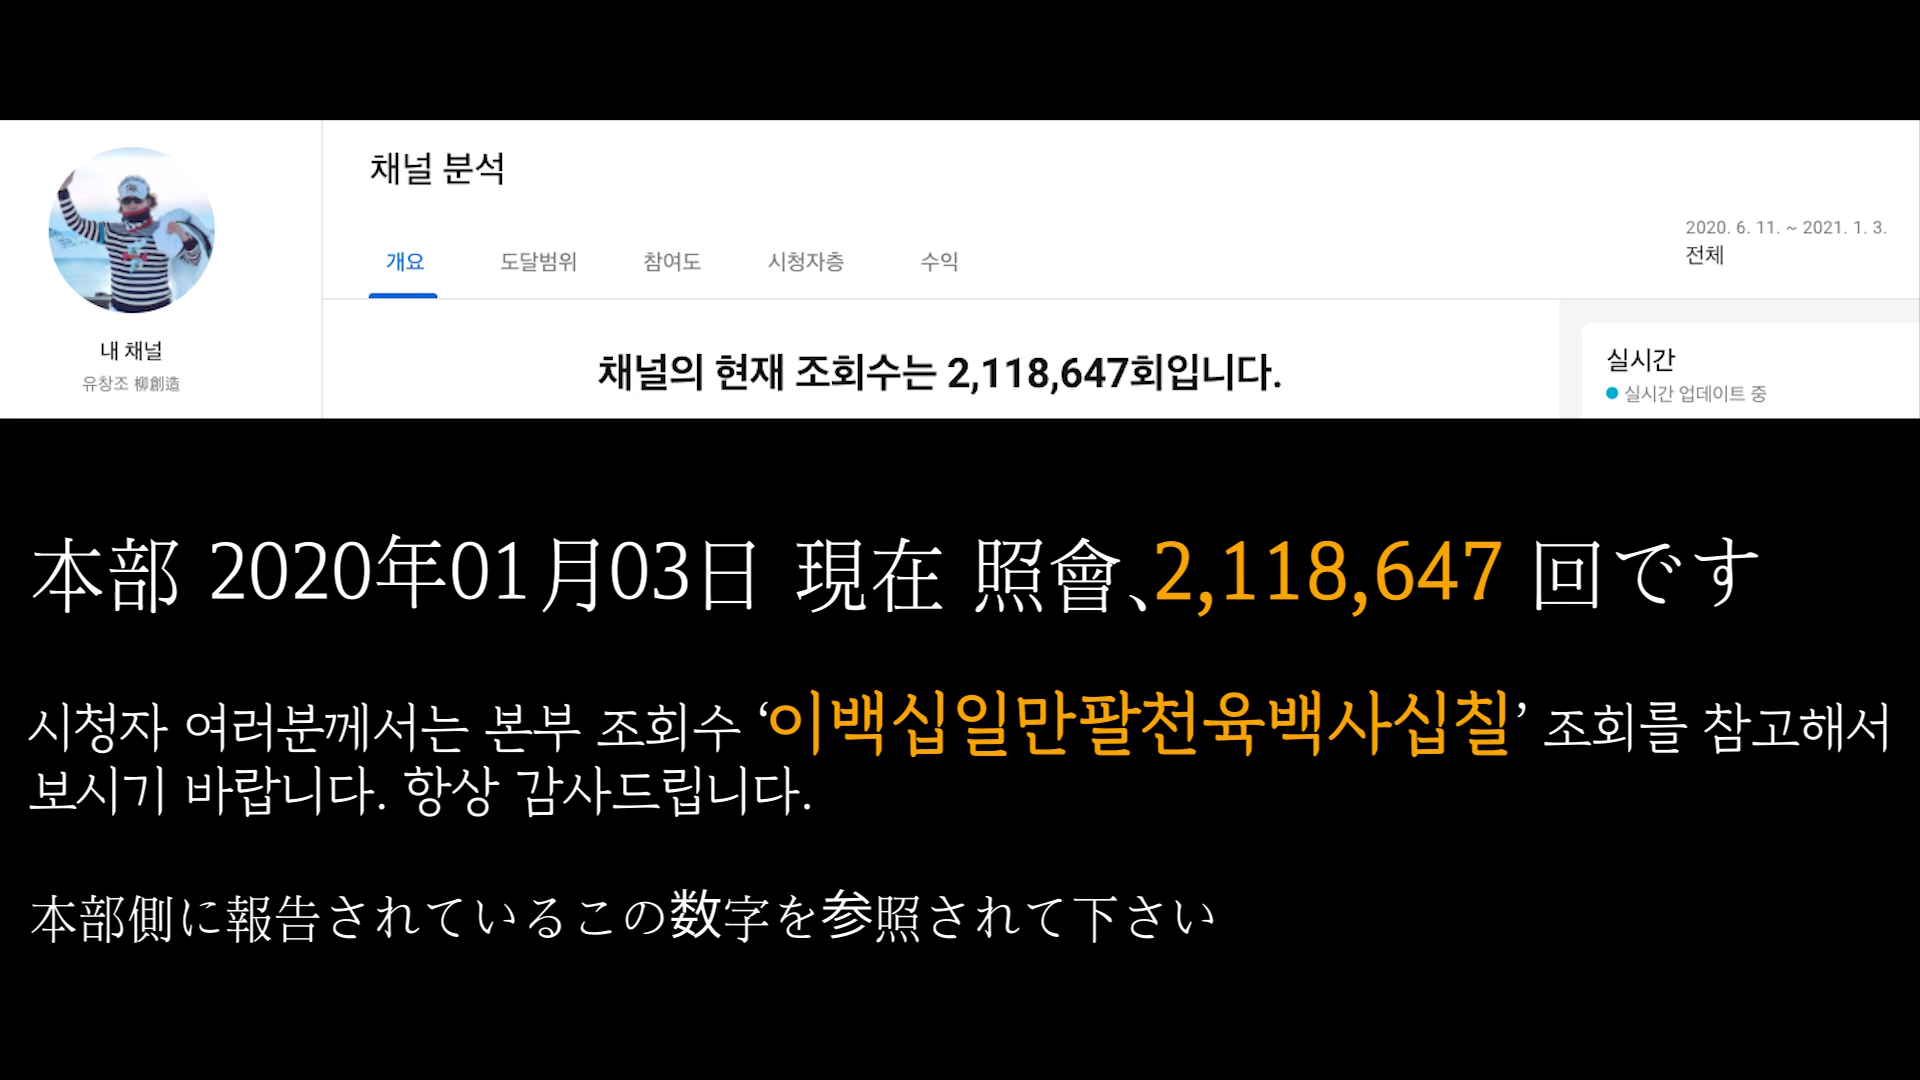 채널 분석
2020. 6. 11. ~ 2021. 1. 3.
전체
개요 도달범위 참여도 시청자층 수익
내 채널
유창조 柳創造
채널의 현재 조회수는 2,118,647회입니다.
실시간
실시간 업데이트 중
本部 2020年01月03日 現在 照會、2,118,647 回です
시청자 여러분께서는 본부 조회수 ‘이백십일만팔천육백사십칠’ 조회를 참고해서
보시기 바랍니다. 항상 감사드립니다.
本部側に報告されているこの数字を参照されて下さい